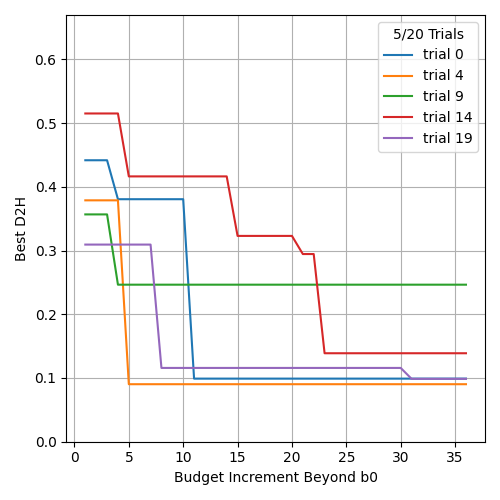 5/20 Trials
trial 0
trial 4
trial 9
trial 14
trial 19
Best D2H
0.6
0.5
0.4
0.3
0.2
0.1
0.0
0 5 10 15 20 25 30 35
Budget Increment Beyond b0